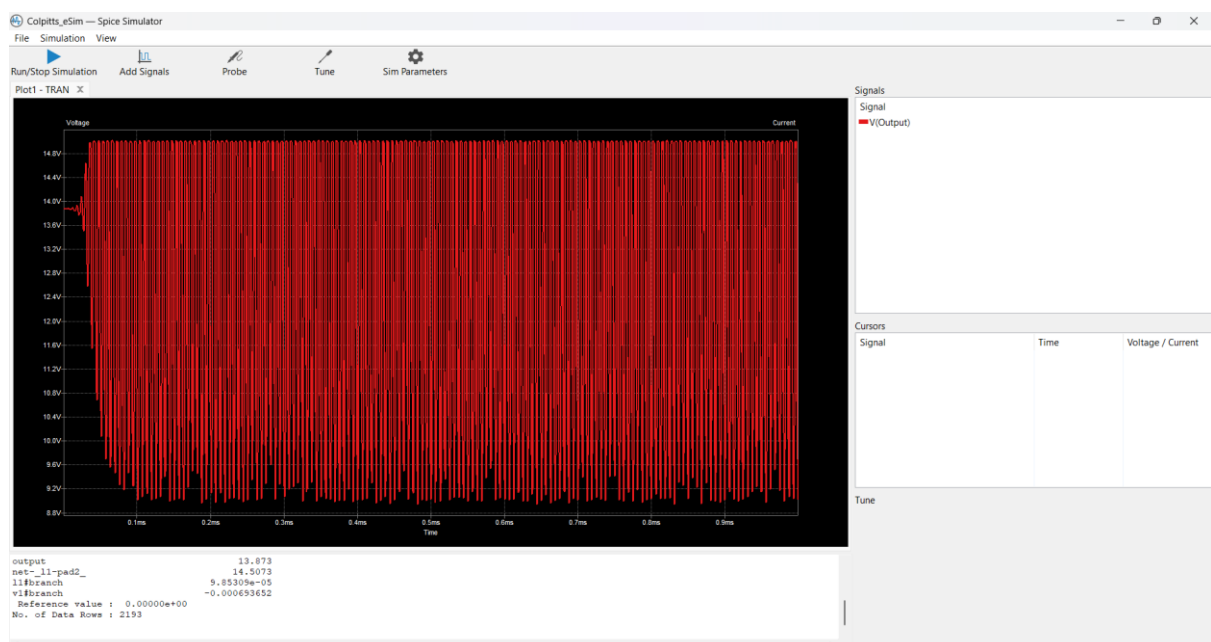 Colpitts_eSim — Spice Simulator
File Simulation View
Run/Stop Simulation Add Signals Probe Tune Sim Parameters
Plot1 - TRAN X
Voltage Current
14.8V
14.4V
14.0V
13.6V
13.2V
12.8V
12.4V
12.0V
11.6V
11.2V
10.8V
10.4V
10.0V
9.6V
9.2V
8.8V
0.1ms 0.2ms 0.3ms 0.4ms 0.5ms 0.6ms 0.7ms 0.8ms 0.9ms
Time
Signals
Signal
V(Output)
Cursors
Signal Time Voltage / Current
Tune
output 13.873
net-_l1-pad2_ 14.5073
l1#branch 9.85309e-05
v1#branch -0.000693652
Reference value : 0.00000e+00
No. of Data Rows : 2193